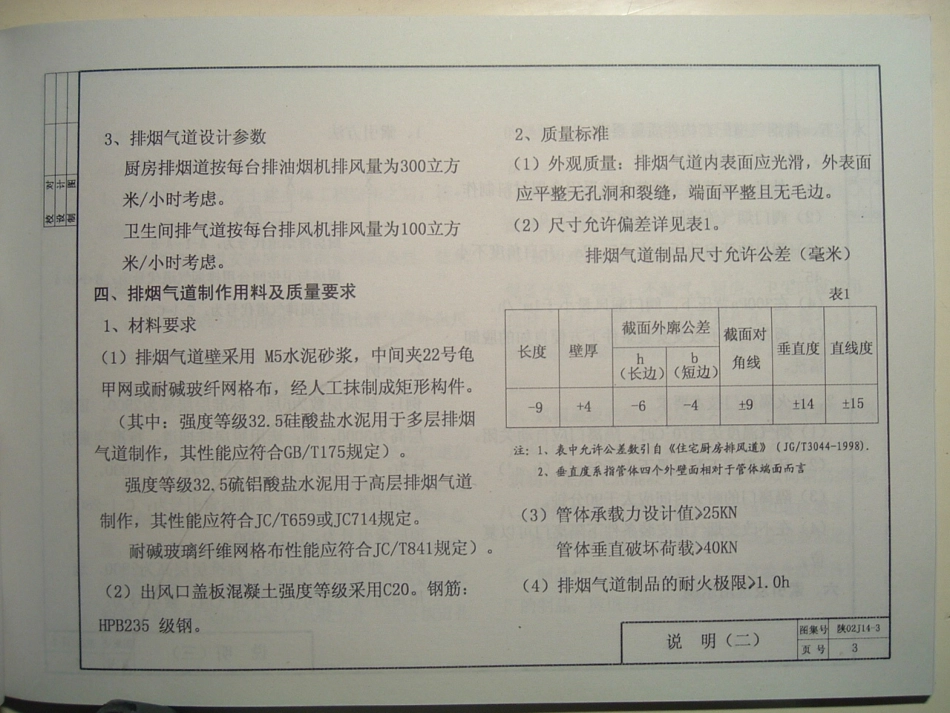 3、排烟气道设计参数
厨房排烟道按每台排油烟机排风量为300立方
米/小时考虑。
卫生间排气道按每台排风机排风量为100立方
米/小时考虑。
四、排烟气道制作用料及质量要求
1、材料要求
（1）排烟气道壁采用 M5水泥砂浆，中间夹22号龟
甲网或耐碱玻纤网格布，经人工抹制成矩形构件。
（其中：强度等级32.5硅酸盐水泥用于多层排烟
气道制作，其性能应符合GB/T175规定）。
强度等级32.5硫铝酸盐水泥用于高层排烟气道
制作，其性能应符合JC/T659或JC714规定。
耐碱玻璃纤维网格布性能应符合JC/T841规定）。
（2）出风口盖板混凝土强度等级采用C20。钢筋：
HPB235 级钢。
2、质量标准
（1）外观质量：排烟气道内表面应光滑，外表面
应平整无孔洞和裂缝，端面平整且无毛边。
（2）尺寸允许偏差详见表1。
排烟气道制品尺寸允许公差（毫米）
表1
长度 壁厚 截面外廓公差 截面对角线 垂直度 直线度
h（长边） b（短边）
-9 +4 -6 -4 ±9 ±14 ±15
注：1、表中允许公差数引自《住宅厨房排风道》（JG/T3044-1998）.
2、垂直度系指管体四个外壁面相对于管体端面而言
（3）管体承载力设计值≥25KN
管体垂直破坏荷载≥40KN
（4）排烟气道制品的耐火极限≥1.0h
说 明（二）
图集号 陕02J14-3
页 号 3
校 对
设 计
制 图